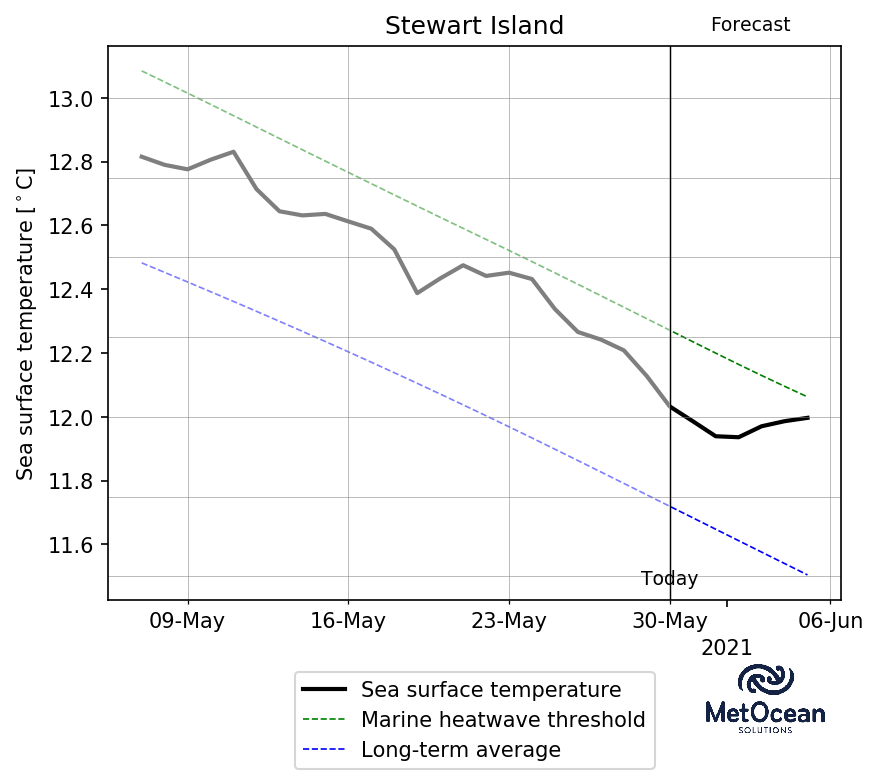 Stewart Island
Forecast
Sea surface temperature [°C]
13.0
12.8
12.6
12.4
12.2
12.0
11.8
11.6
Today
09-May 16-May 23-May 30-May 06-Jun
2021
Sea surface temperature
Marine heatwave threshold
Long-term average
MetOcean
SOLUTIONS